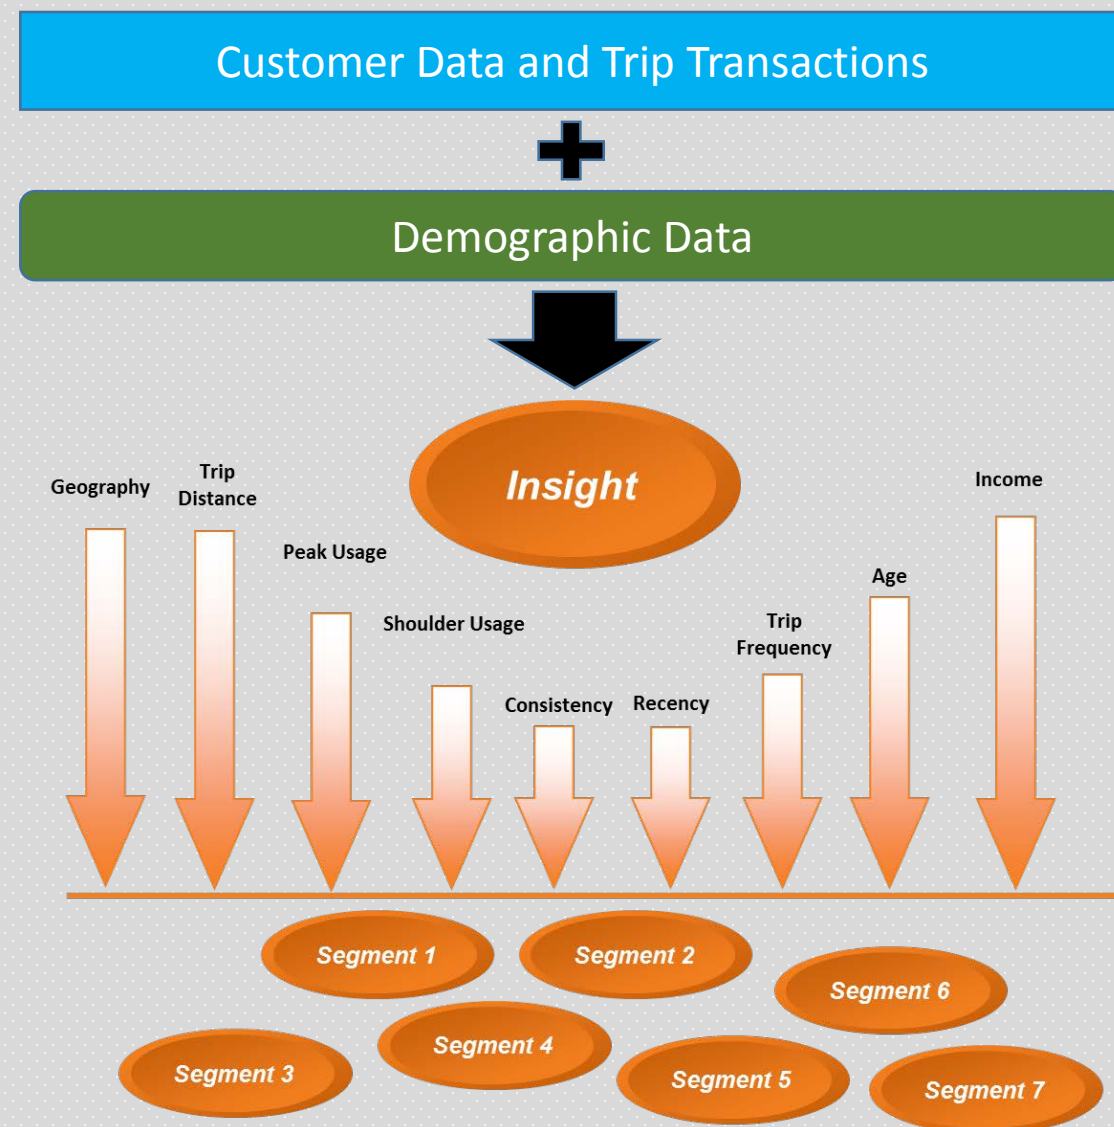 Customer Data and Trip Transactions
Demographic Data
Insight
Geography
Trip
Distance
Peak Usage
Shoulder Usage
Consistency
Recency
Trip
Frequency
Age
Income
Segment 1
Segment 2
Segment 6
Segment 3
Segment 4
Segment 5
Segment 7